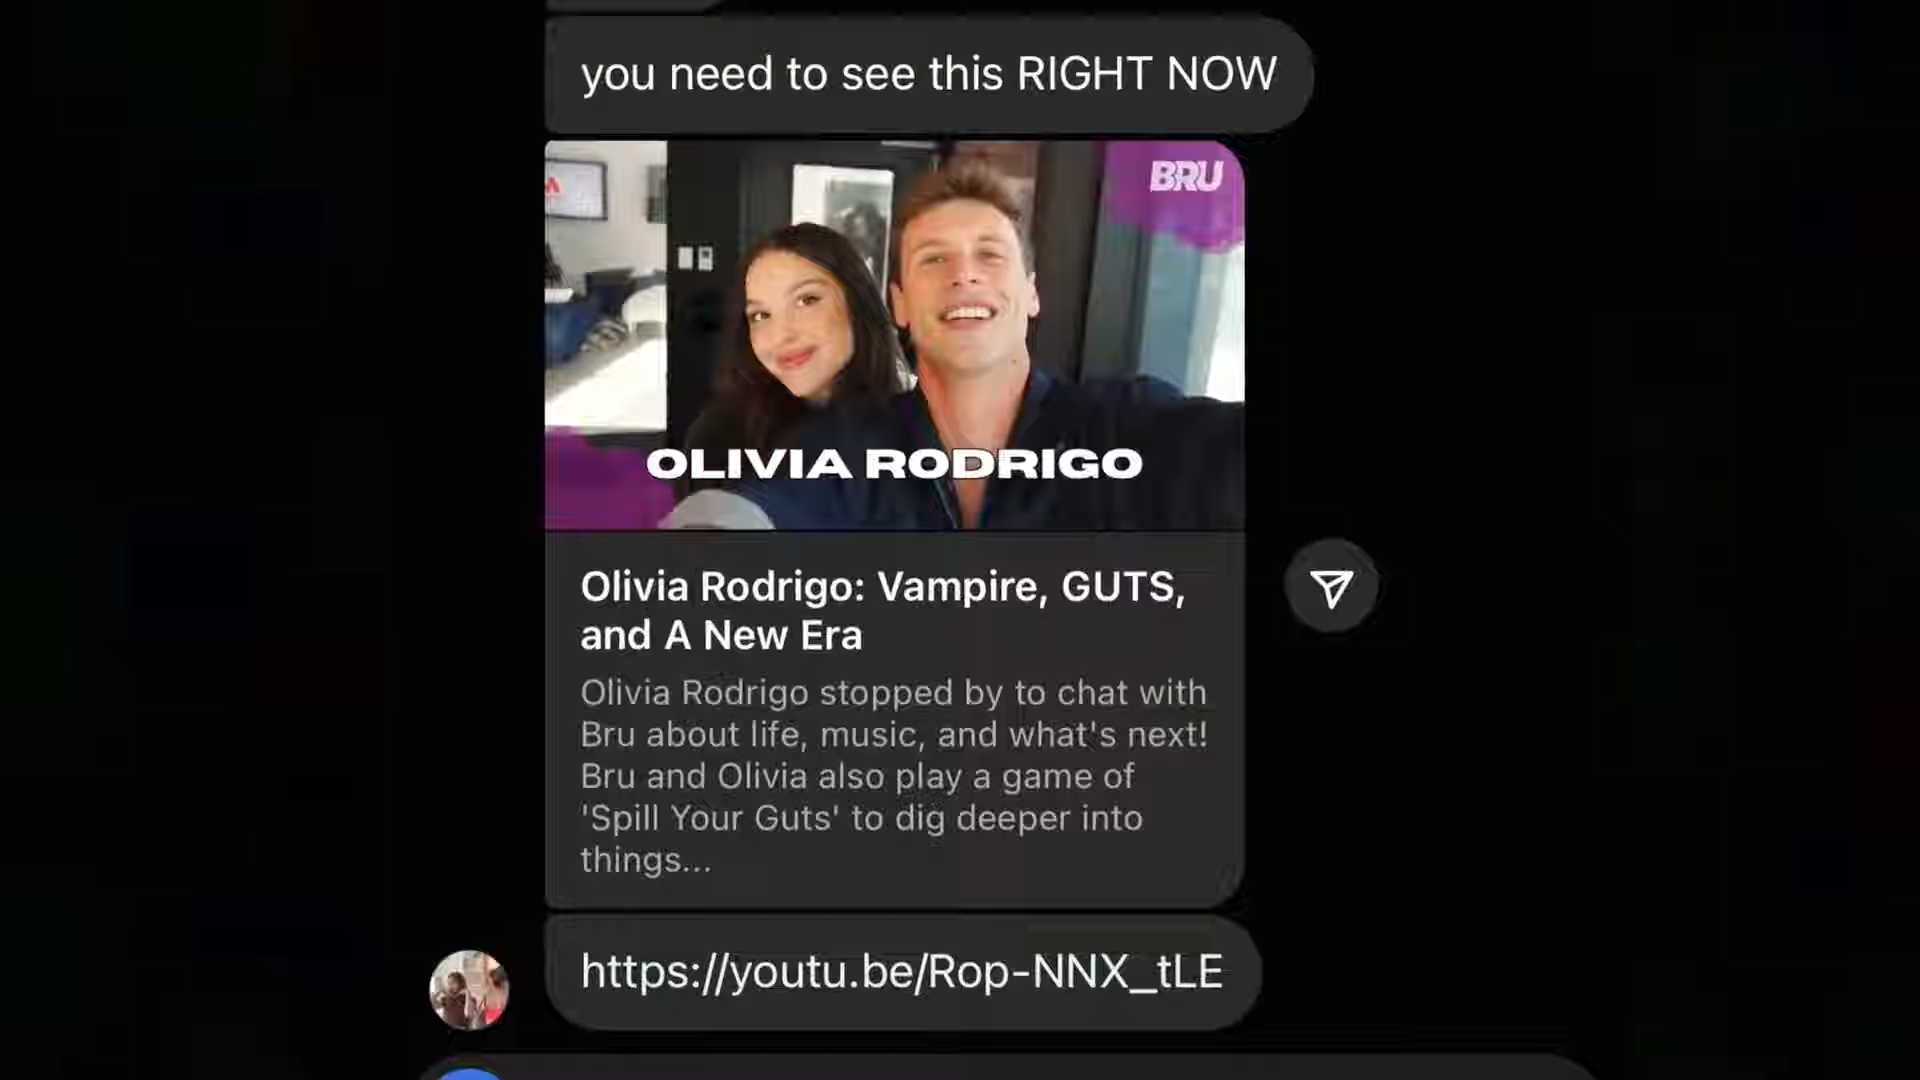 you need to see this RIGHT NOW
BRU
OLIVIA RODRIGO
Olivia Rodrigo: Vampire, GUTS,
and A New Era
Olivia Rodrigo stopped by to chat with
Bru about life, music, and what's next!
Bru and Olivia also play a game of
'Spill Your Guts' to dig deeper into
things...
https://youtu.be/Rop-NNX_tLE